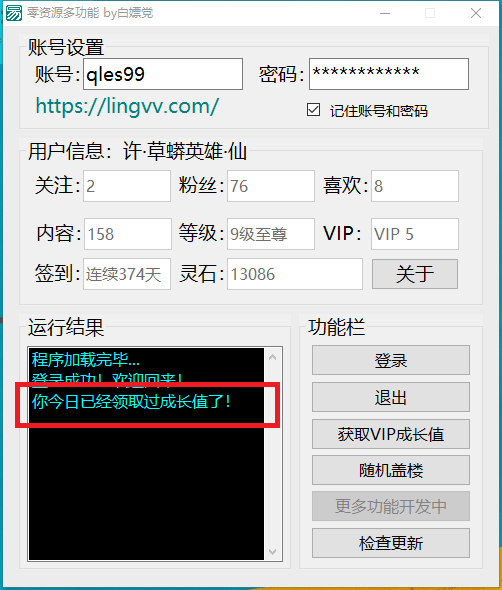 零资源多功能 by白嫖党
账号设置
账号: qles99 密码: ************
https://lingvv.com/ 记住账号和密码
用户信息: 许·草蟒英雄·仙
关注: 2 粉丝: 76 喜欢: 8
内容: 158 等级: 9级至尊 VIP: VIP 5
签到: 连续374天 灵石: 13086 关于
运行结果
程序加载完毕...
登录成功！欢迎回来！
你今日已经领取过成长值了！
功能栏
登录
退出
获取VIP成长值
随机盖楼
更多功能开发中
检查更新